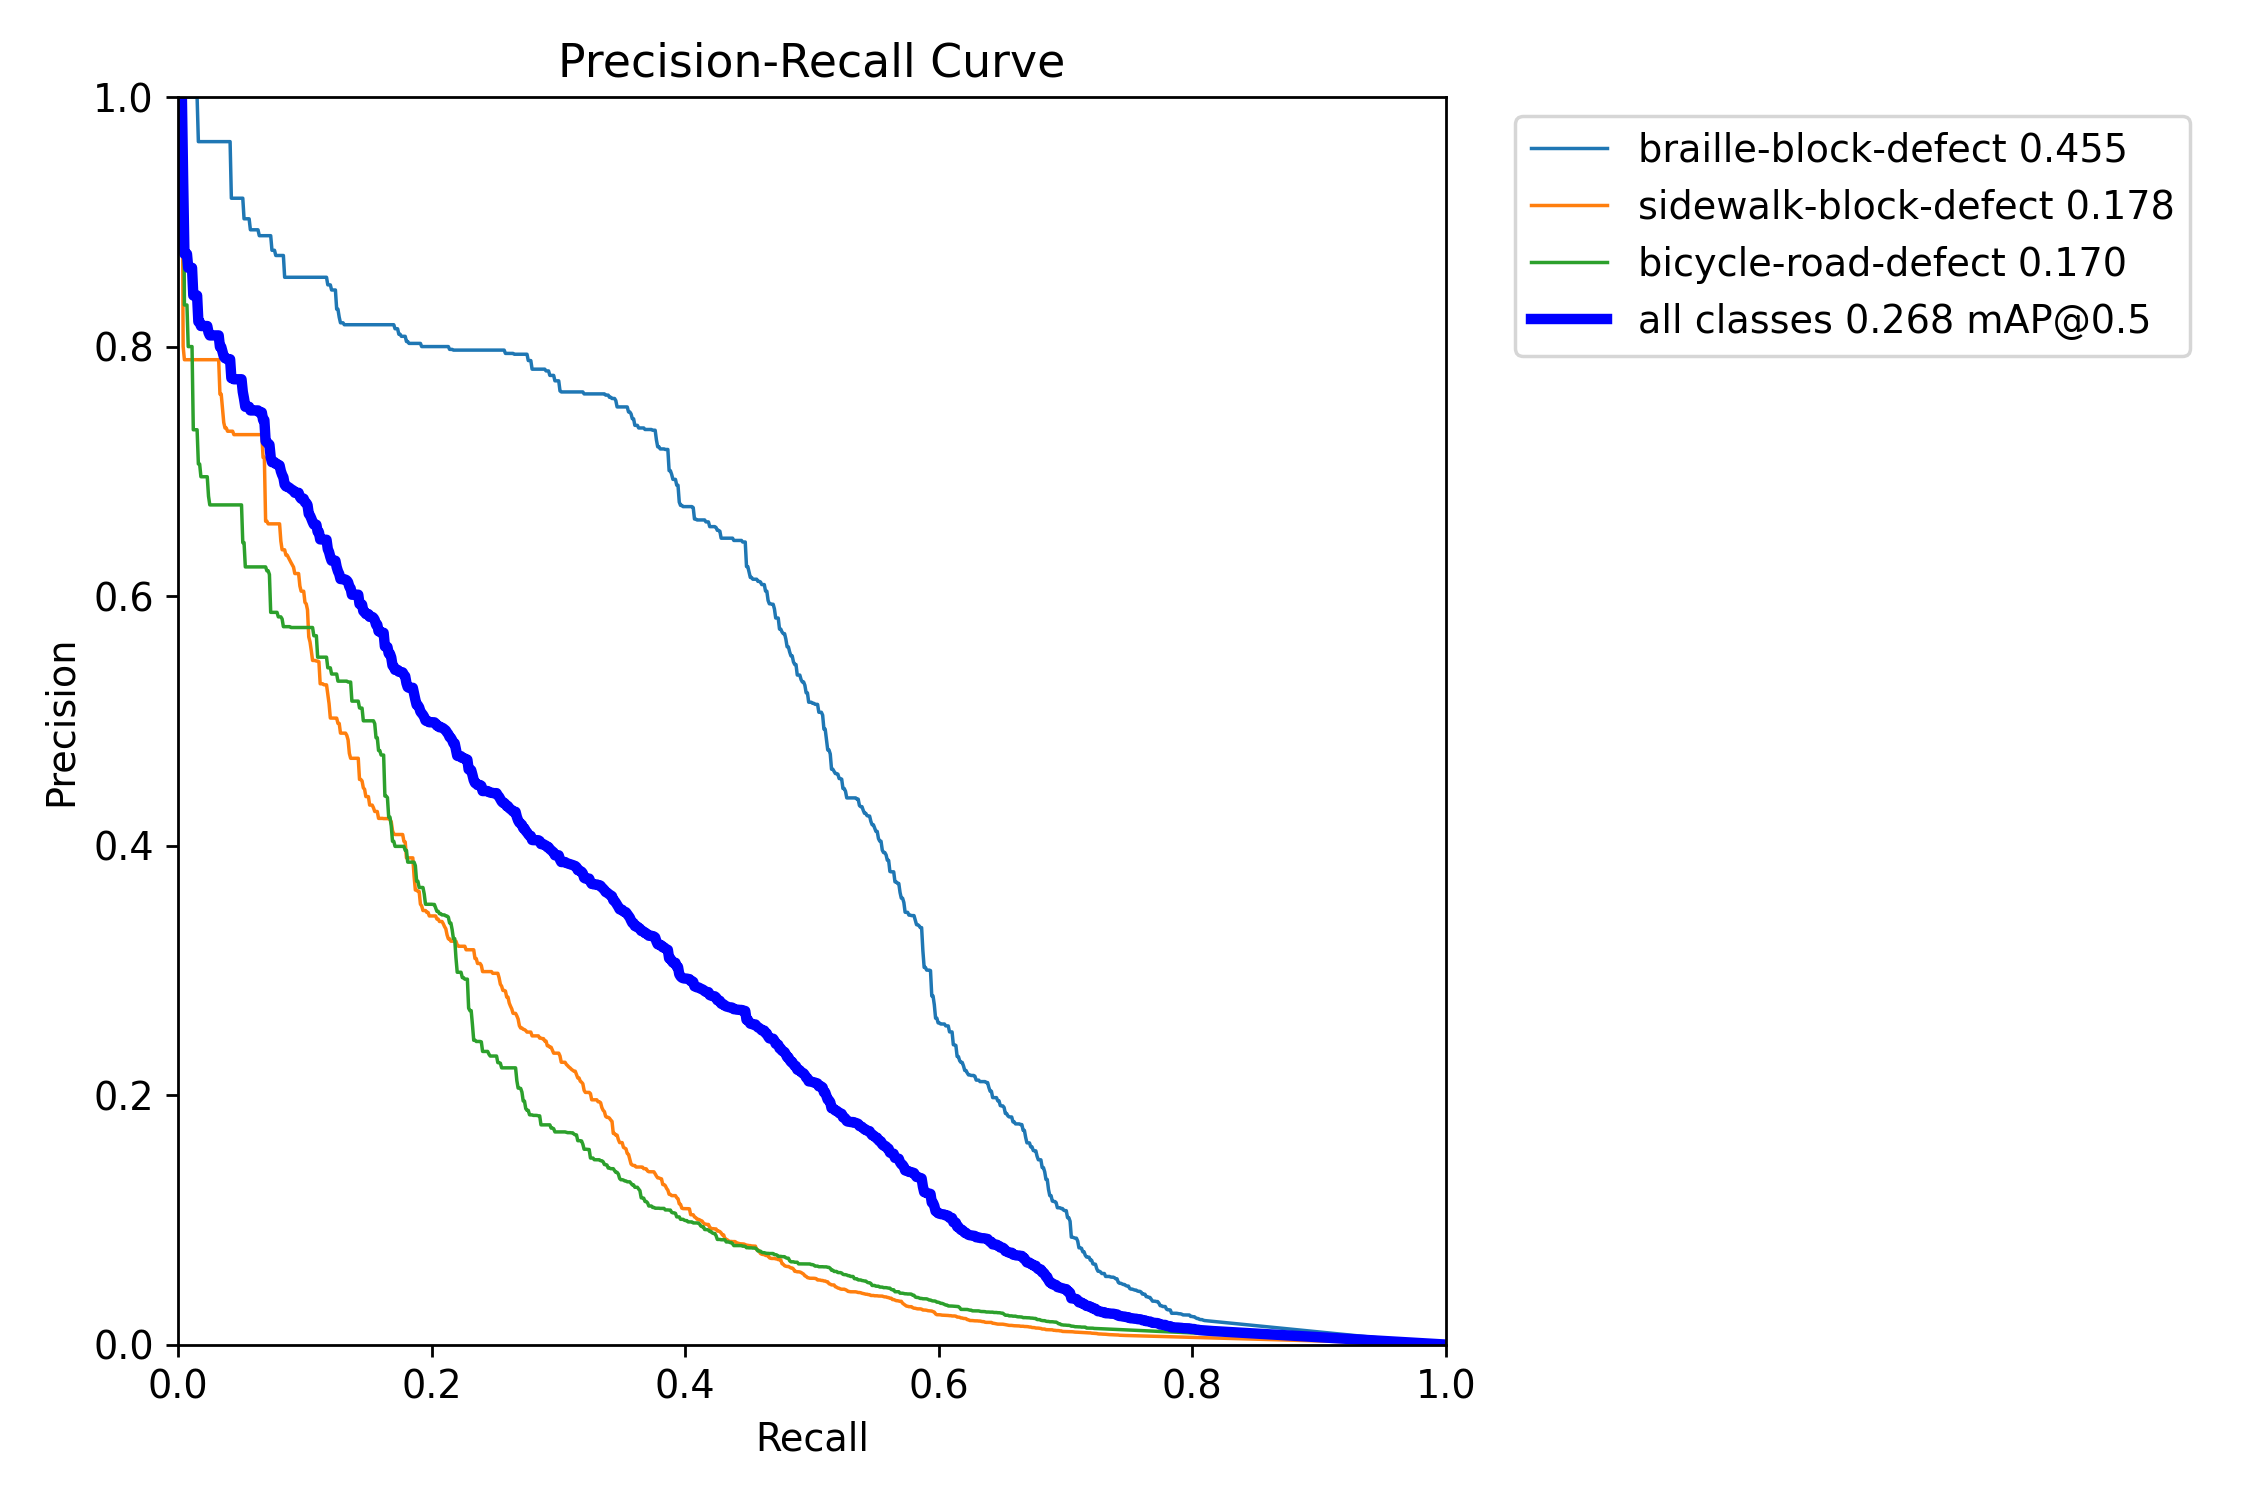 Precision-Recall Curve
1.0
0.8
0.6
0.4
0.2
0.0
Precision
0.0 0.2 0.4 0.6 0.8 1.0
Recall
braille-block-defect 0.455
sidewalk-block-defect 0.178
bicycle-road-defect 0.170
all classes 0.268 mAP@0.5